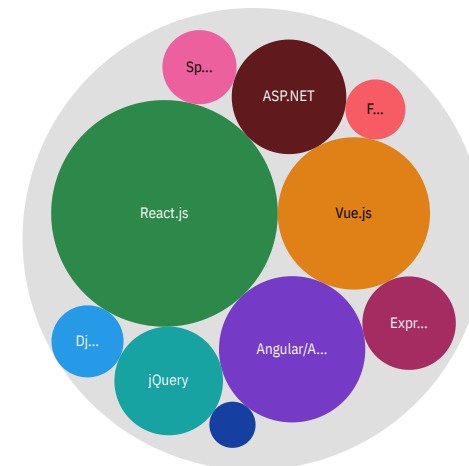 Sp...
ASP.NET
F...
React.js
Vue.js
Expr...
Dj...
Angular/A...
jQuery